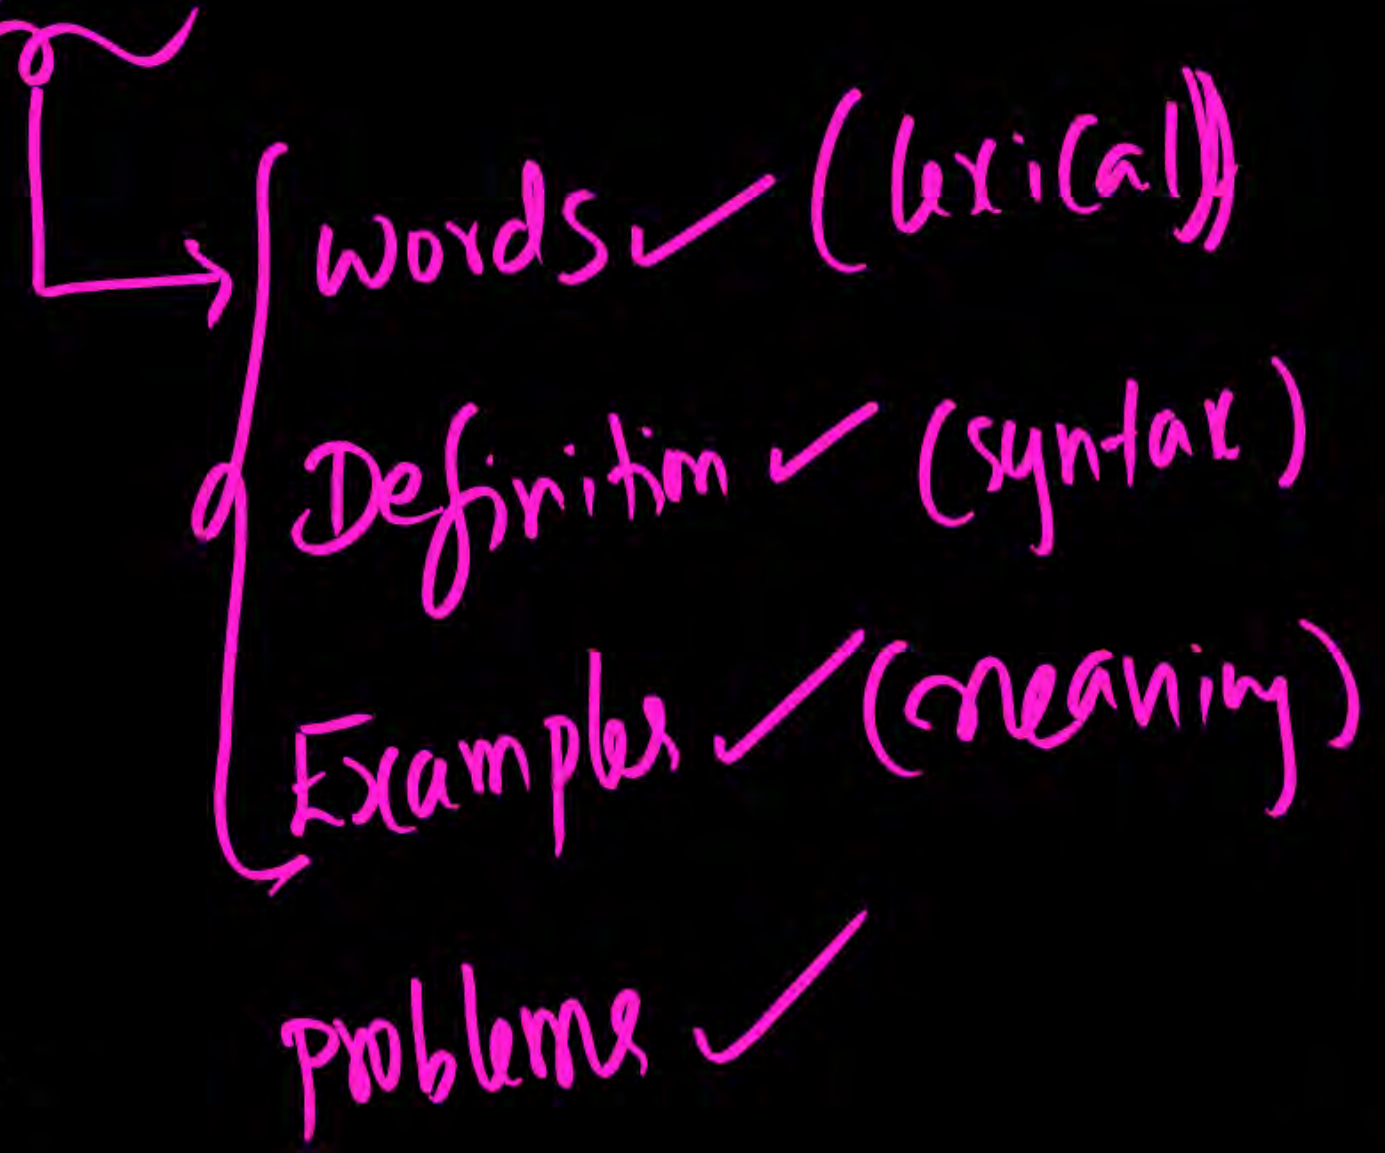 words ✓ (lexical)
Definition ✓ (syntax)
Examples ✓ (meaning)
problems ✓